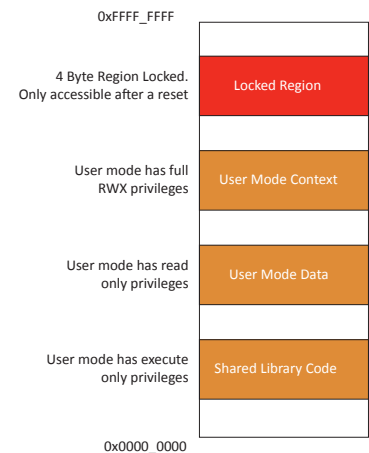 0xFFFF_FFFF
4 Byte Region Locked.
Only accessible after a reset
Locked Region
User mode has full
RWX privileges
User Mode Context
User mode has read
only privileges
User Mode Data
User mode has execute
only privileges
Shared Library Code
0x0000_0000